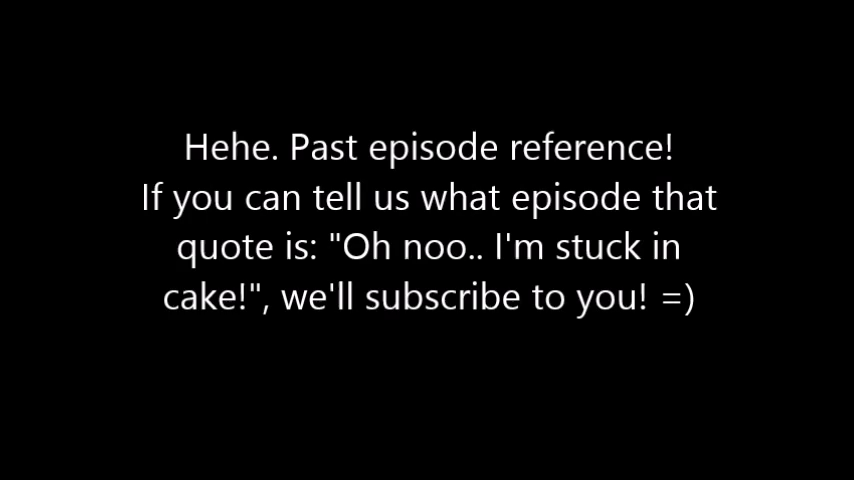 Hehe. Past episode reference!
If you can tell us what episode that
quote is: "Oh noo.. I'm stuck in
cake!", we'll subscribe to you! =)